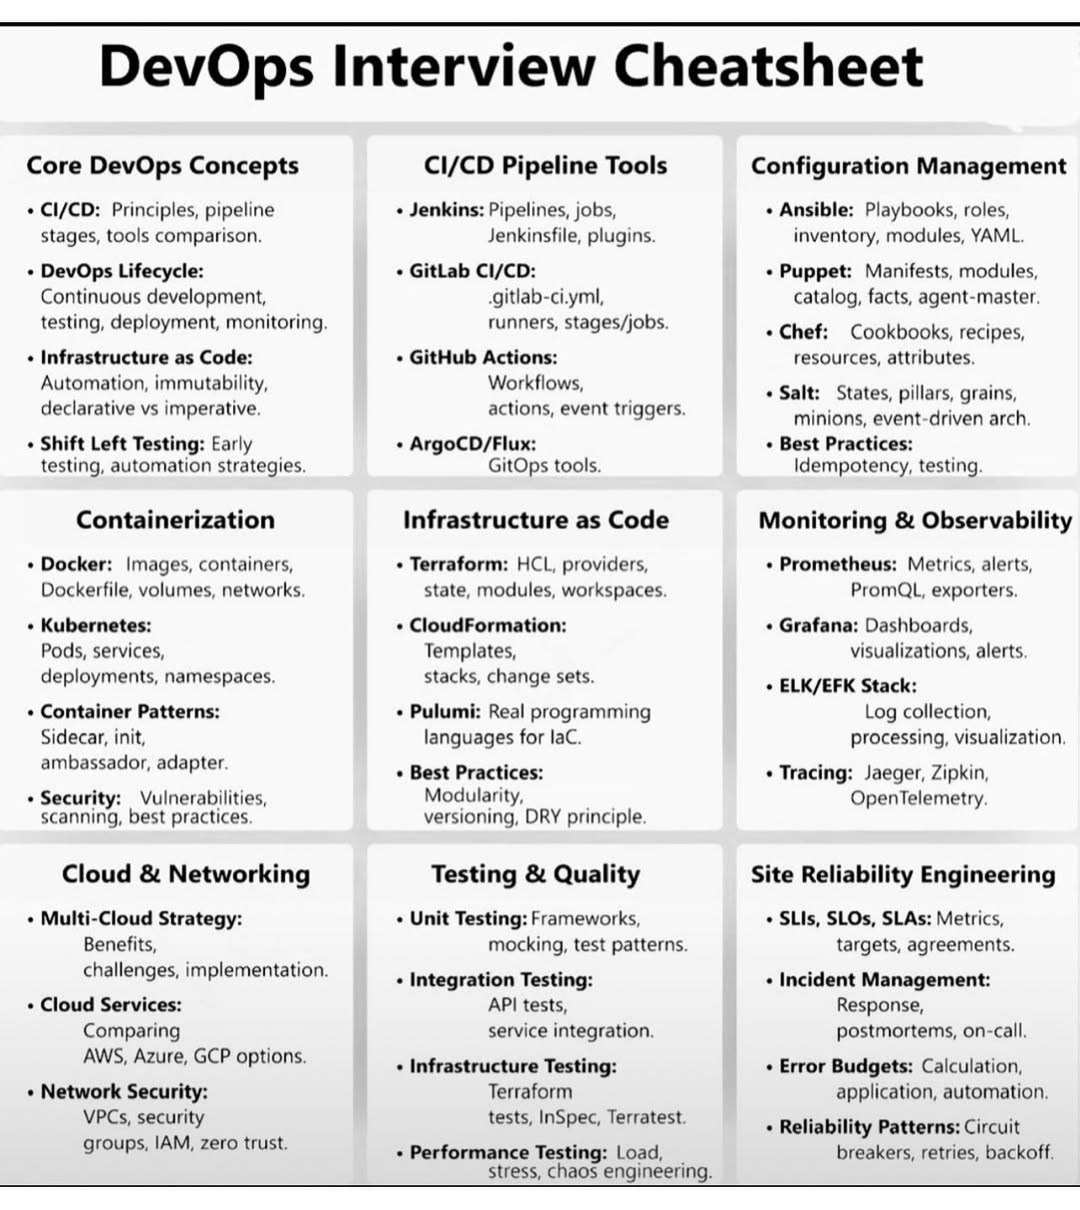 DevOps Interview Cheatsheet
Core DevOps Concepts
• CI/CD: Principles, pipeline
stages, tools comparison.
• DevOps Lifecycle:
Continuous development,
testing, deployment, monitoring.
• Infrastructure as Code:
Automation, immutability,
declarative vs imperative.
• Shift Left Testing: Early
testing, automation strategies.
CI/CD Pipeline Tools
• Jenkins: Pipelines, jobs,
Jenkinsfile, plugins.
• GitLab CI/CD:
.gitlab-ci.yml,
runners, stages/jobs.
• GitHub Actions:
Workflows,
actions, event triggers.
• ArgoCD/Flux:
GitOps tools.
Configuration Management
• Ansible: Playbooks, roles,
inventory, modules, YAML.
• Puppet: Manifests, modules,
catalog, facts, agent-master.
• Chef: Cookbooks, recipes,
resources, attributes.
• Salt: States, pillars, grains,
minions, event-driven arch.
• Best Practices:
Idempotency, testing.
Containerization
• Docker: Images, containers,
Dockerfile, volumes, networks.
• Kubernetes:
Pods, services,
deployments, namespaces.
• Container Patterns:
Sidecar, init,
ambassador, adapter.
• Security: Vulnerabilities,
scanning, best practices.
Infrastructure as Code
• Terraform: HCL, providers,
state, modules, workspaces.
• CloudFormation:
Templates,
stacks, change sets.
• Pulumi: Real programming
languages for IaC.
• Best Practices:
Modularity,
versioning, DRY principle.
Monitoring & Observability
• Prometheus: Metrics, alerts,
PromQL, exporters.
• Grafana: Dashboards,
visualizations, alerts.
• ELK/EFK Stack:
Log collection,
processing, visualization.
• Tracing: Jaeger, Zipkin,
OpenTelemetry.
Cloud & Networking
• Multi-Cloud Strategy:
Benefits,
challenges, implementation.
• Cloud Services:
Comparing
AWS, Azure, GCP options.
• Network Security:
VPCs, security
groups, IAM, zero trust.
Testing & Quality
• Unit Testing: Frameworks,
mocking, test patterns.
• Integration Testing:
API tests,
service integration.
• Infrastructure Testing:
Terraform
tests, InSpec, Terratest.
• Performance Testing: Load,
stress, chaos engineering.
Site Reliability Engineering
• SLIs, SLOs, SLAs: Metrics,
targets, agreements.
• Incident Management:
Response,
postmortems, on-call.
• Error Budgets: Calculation,
application, automation.
• Reliability Patterns: Circuit
breakers, retries, backoff.